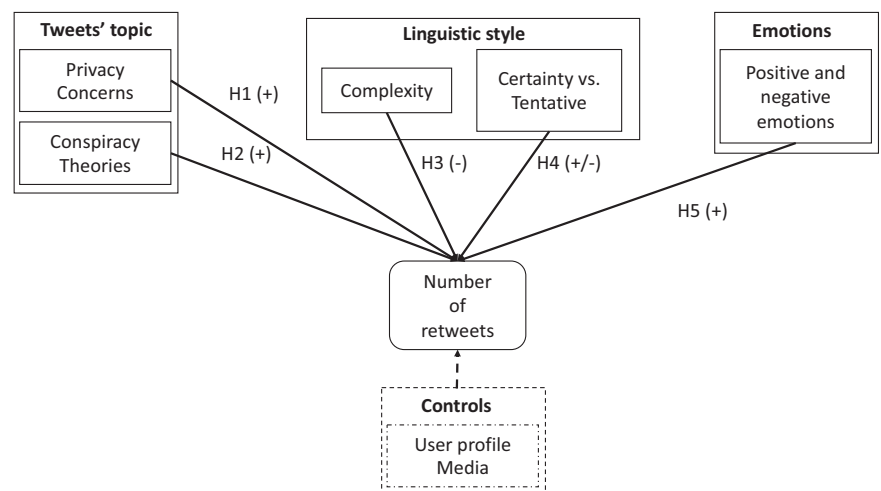 Tweets' topic
Privacy
Concerns
Conspiracy
Theories
Linguistic style
Complexity
Certainty vs.
Tentative
Emotions
Positive and
negative
emotions
H1 (+)
H2 (+)
H3 (-)
H4 (+/-)
H5 (+)
Number
of
retweets
Controls
User profile
Media